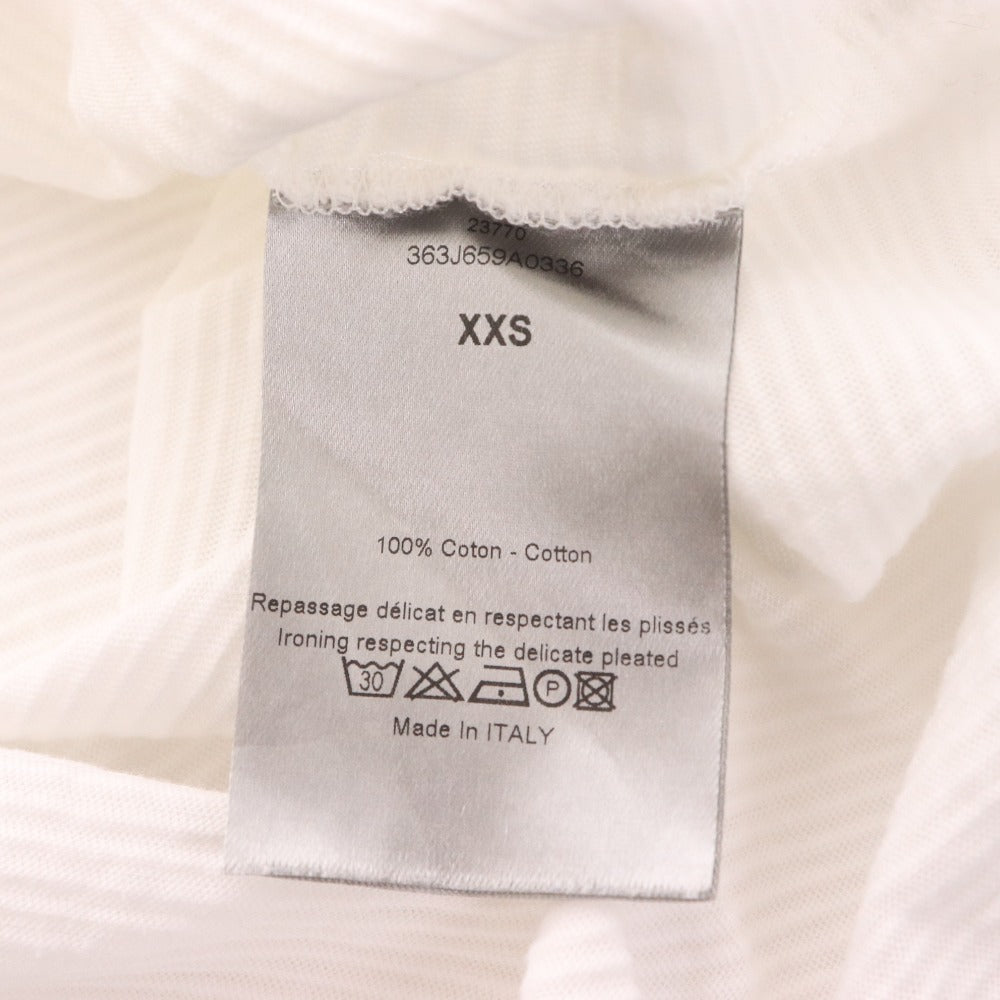 23770
363J659A0336
XXS
100% Coton - Cotton
Repassage délicat en respectant les plissés
Ironing respecting the delicate pleated
30 P
Made In ITALY